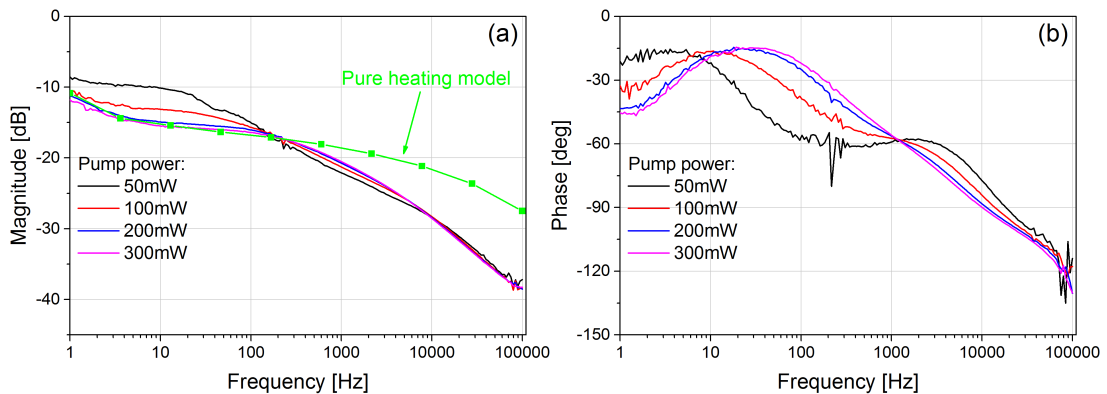 (a)
0
-10
-20
-30
-40
Magnitude [dB]
Pure heating model
Pump power:
50mW
100mW
200mW
300mW
1
10
100
1000
10000
100000
Frequency [Hz]
(b)
0
-30
-60
-90
-120
-150
Phase [deg]
Pump power:
50mW
100mW
200mW
300mW
1
10
100
1000
10000
100000
Frequency [Hz]